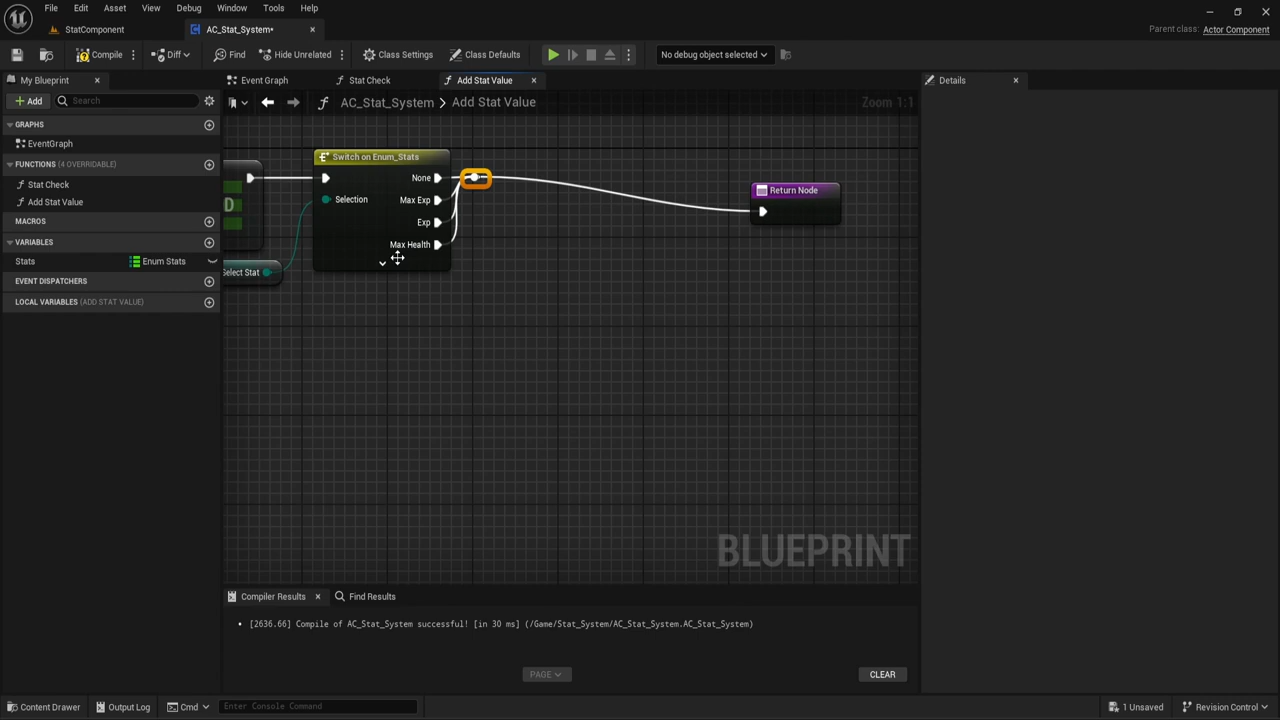 File Edit Asset View Debug Window Tools Help
StatComponent AC_Stat_System* Parent class: Actor Component
Compile Diff Find Hide Unrelated Class Settings Class Defaults No debug object selected
My Blueprint Event Graph Stat Check Add Stat Value Details
+ Add Search AC_Stat_System > Add Stat Value Zoom 1:1
GRAPHS
EventGraph
FUNCTIONS (4 OVERRIDABLE)
Stat Check
Add Stat Value
MACROS
VARIABLES
Stats Enum Stats
EVENT DISPATCHERS
LOCAL VARIABLES (ADD STAT VALUE)
Switch on Enum_Stats
None
Selection Max Exp
Exp
Max Health
D
Select Stat
Return Node
BLUEPRINT
Compiler Results Find Results
[2636.66] Compile of AC_Stat_System successful! [in 30 ms] (/Game/Stat_System/AC_Stat_System.AC_Stat_System)
PAGE CLEAR
Content Drawer Output Log Cmd Enter Console Command 1 Unsaved Revision Control